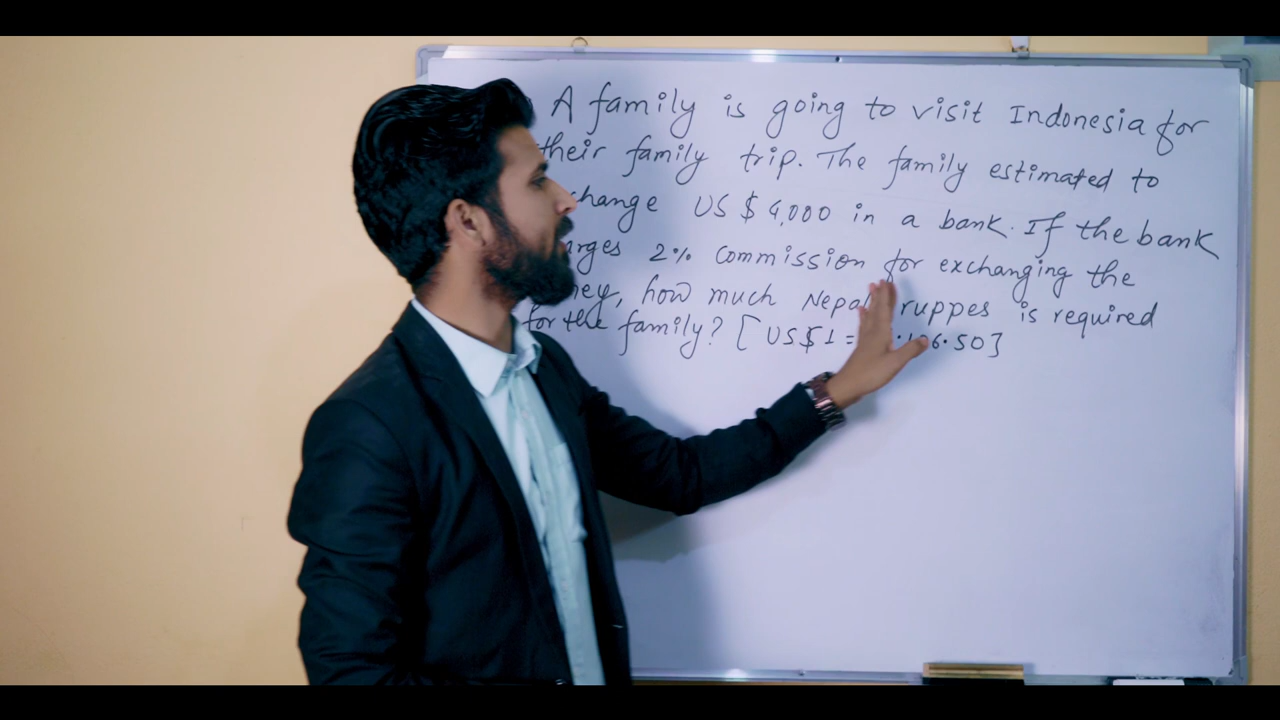 A family is going to visit Indonesia for
their family trip. The family estimated to
change US $ 4,000 in a bank. If the bank
rges 2% commission for exchanging the
ney, how much Nepal ruppes is required
for the family? [US$1 = .106.50]